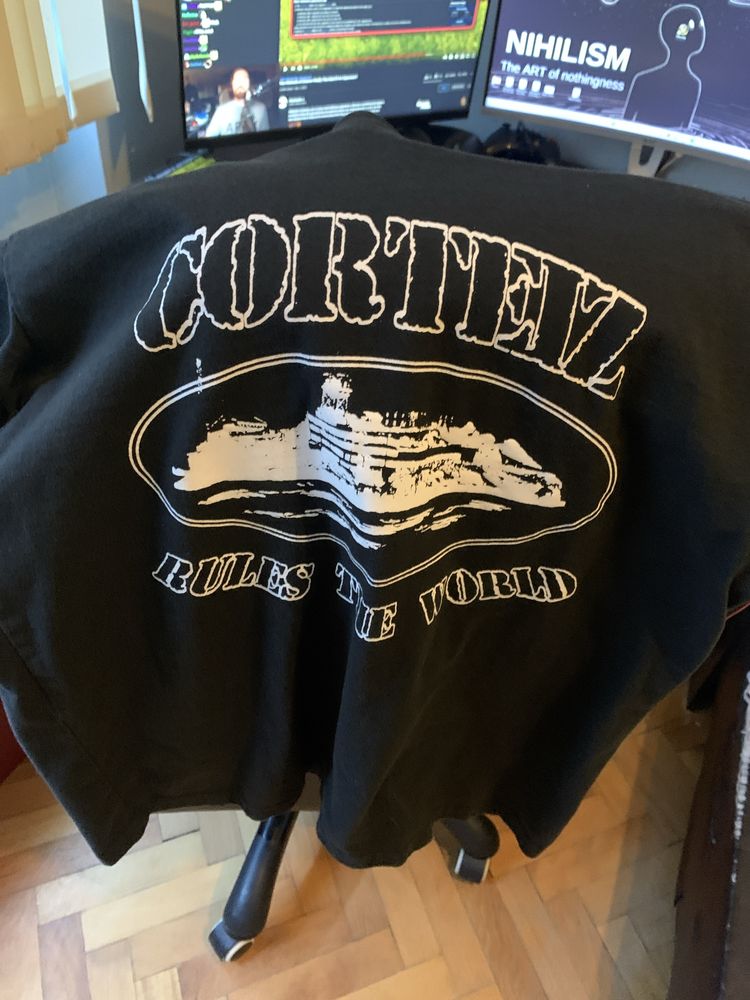 NIHILISM
The ART of nothingness
CORTEIZ
RULES THE WORLD